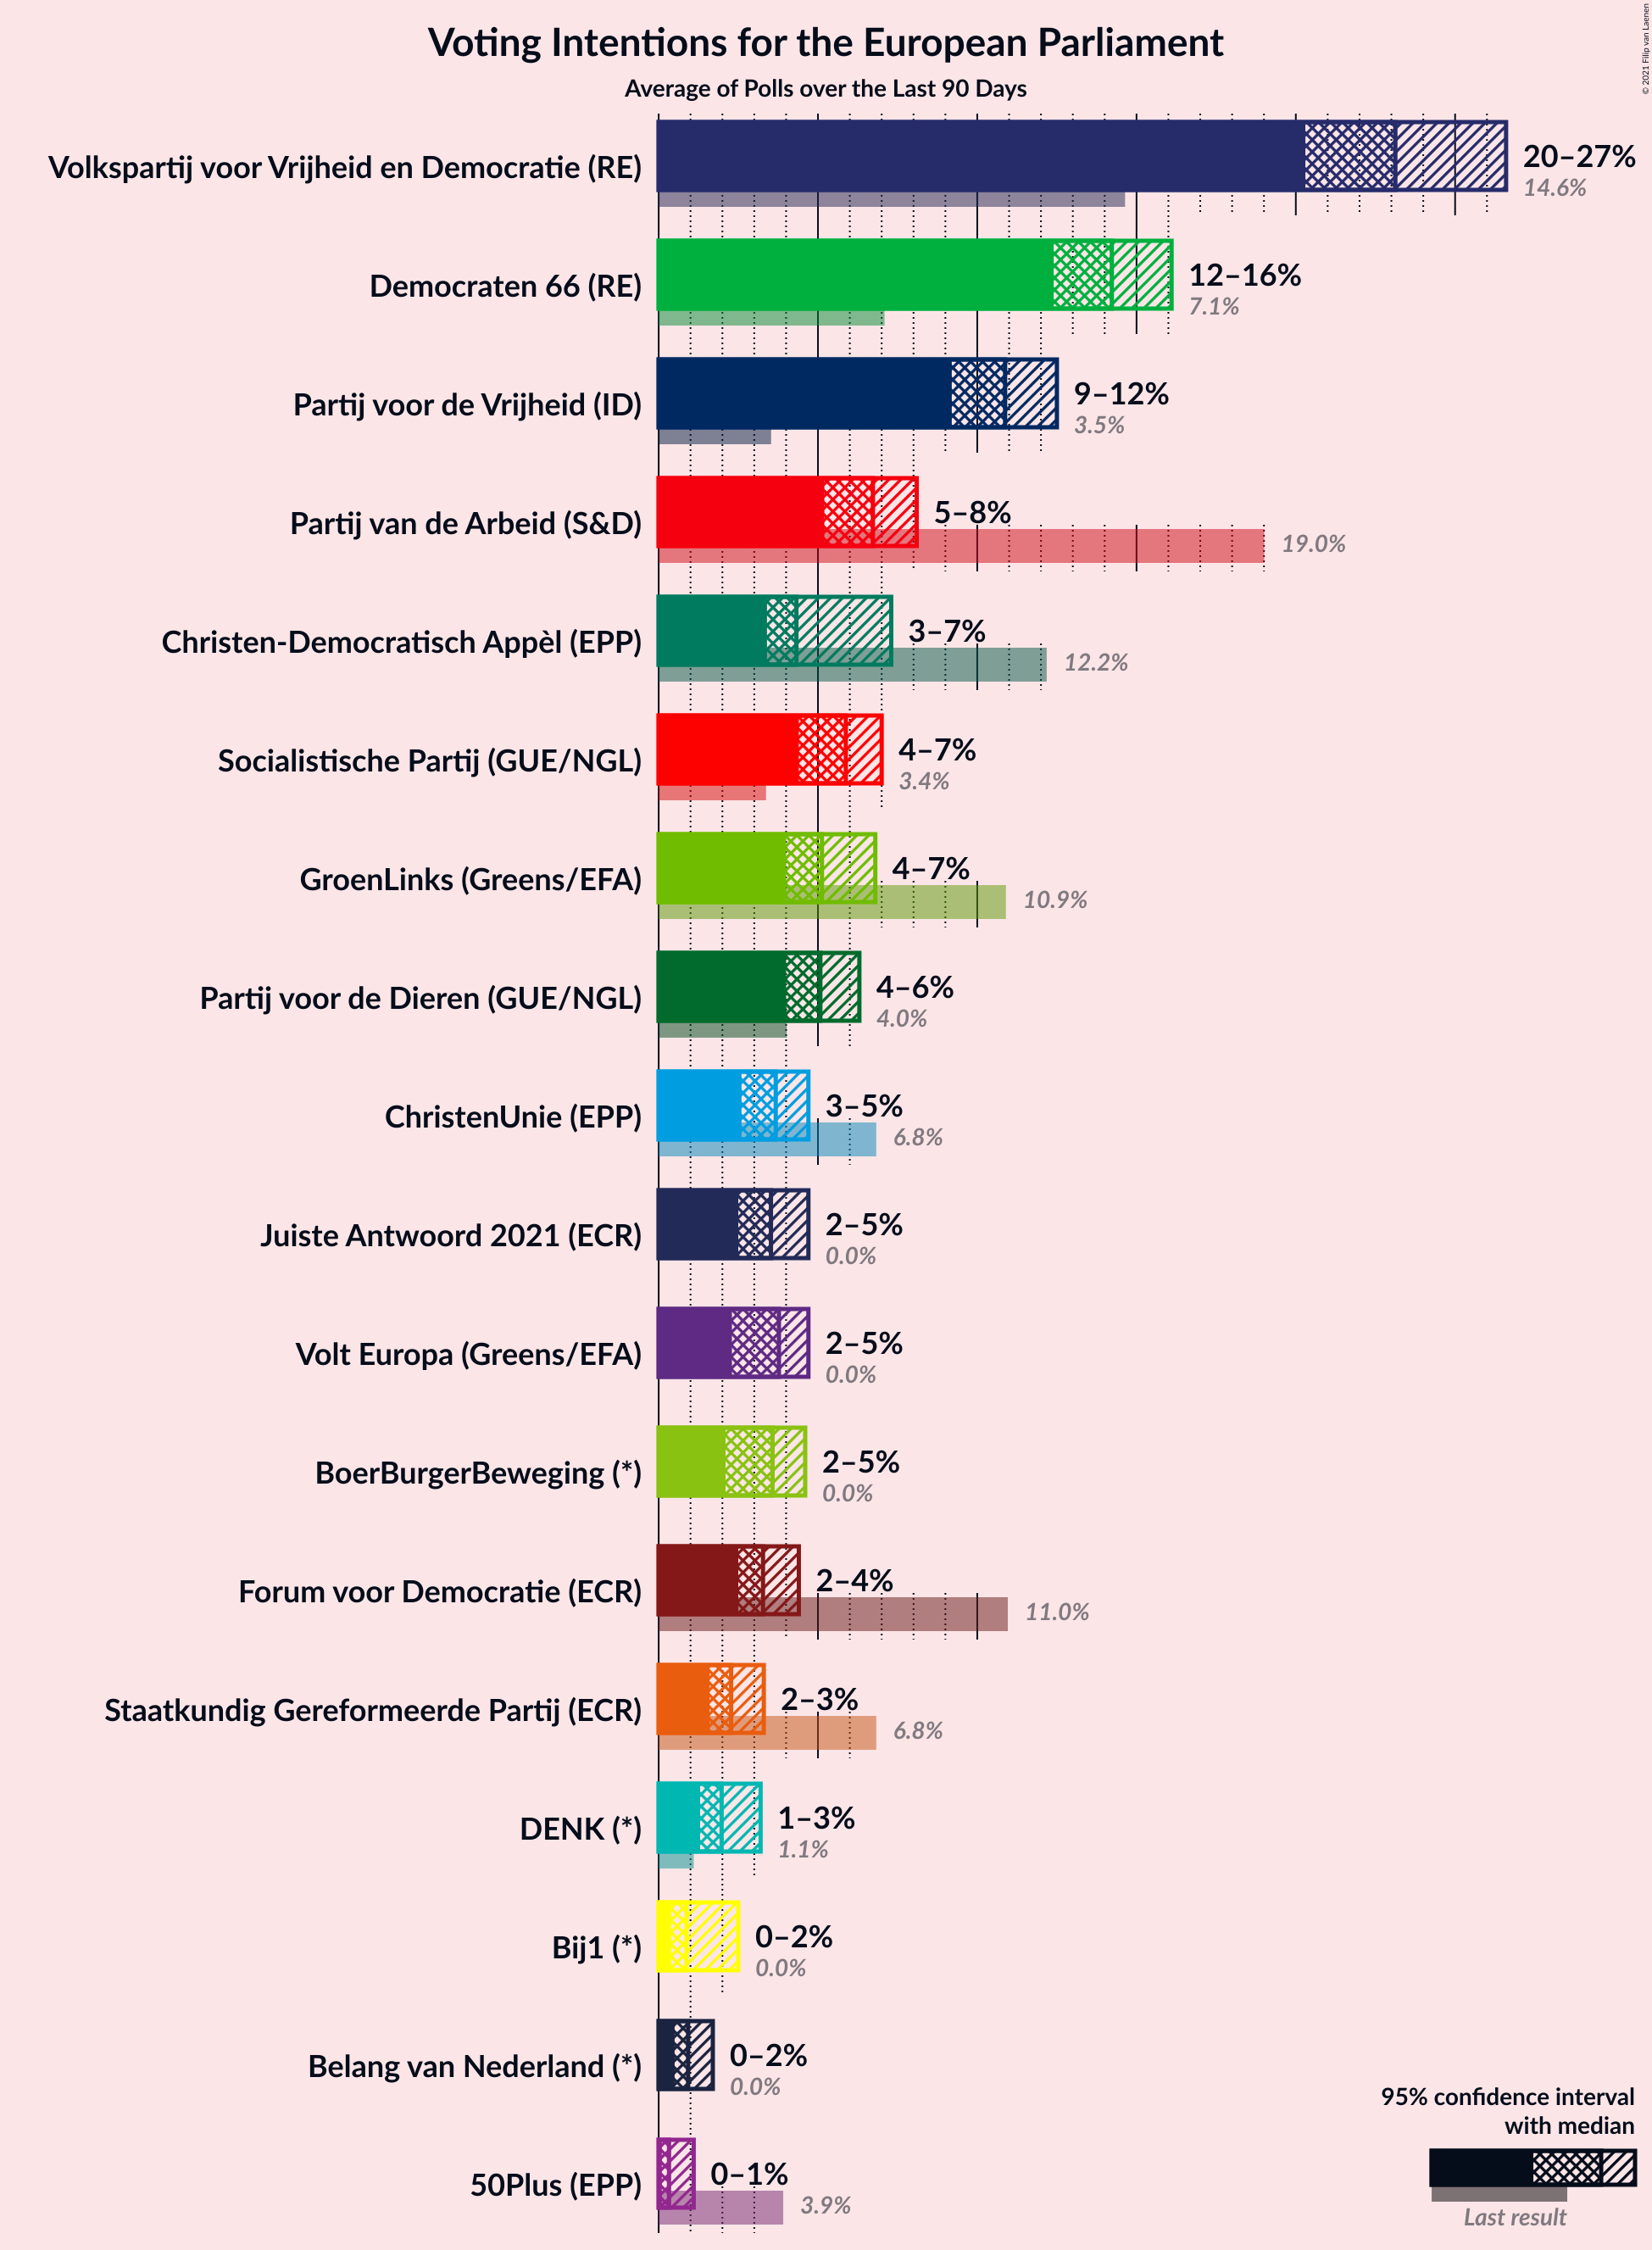 © 2021 Filip van Laenen
Voting Intentions for the European Parliament
Average of Polls over the Last 90 Days
Volkspartij voor Vrijheid en Democratie (RE)
20–27%
14.6%
Democraten 66 (RE)
12–16%
7.1%
Partij voor de Vrijheid (ID)
9–12%
3.5%
Partij van de Arbeid (S&D)
5–8%
19.0%
Christen-Democratisch Appèl (EPP)
3–7%
12.2%
Socialistische Partij (GUE/NGL)
4–7%
3.4%
GroenLinks (Greens/EFA)
4–7%
10.9%
Partij voor de Dieren (GUE/NGL)
4–6%
4.0%
ChristenUnie (EPP)
3–5%
6.8%
Juiste Antwoord 2021 (ECR)
2–5%
0.0%
Volt Europa (Greens/EFA)
2–5%
0.0%
BoerBurgerBeweging (*)
2–5%
0.0%
Forum voor Democratie (ECR)
2–4%
11.0%
Staatkundig Gereformeerde Partij (ECR)
2–3%
6.8%
DENK (*)
1–3%
1.1%
Bij1 (*)
0–2%
0.0%
Belang van Nederland (*)
0–2%
0.0%
50Plus (EPP)
0–1%
3.9%
95% confidence interval
with median
Last result